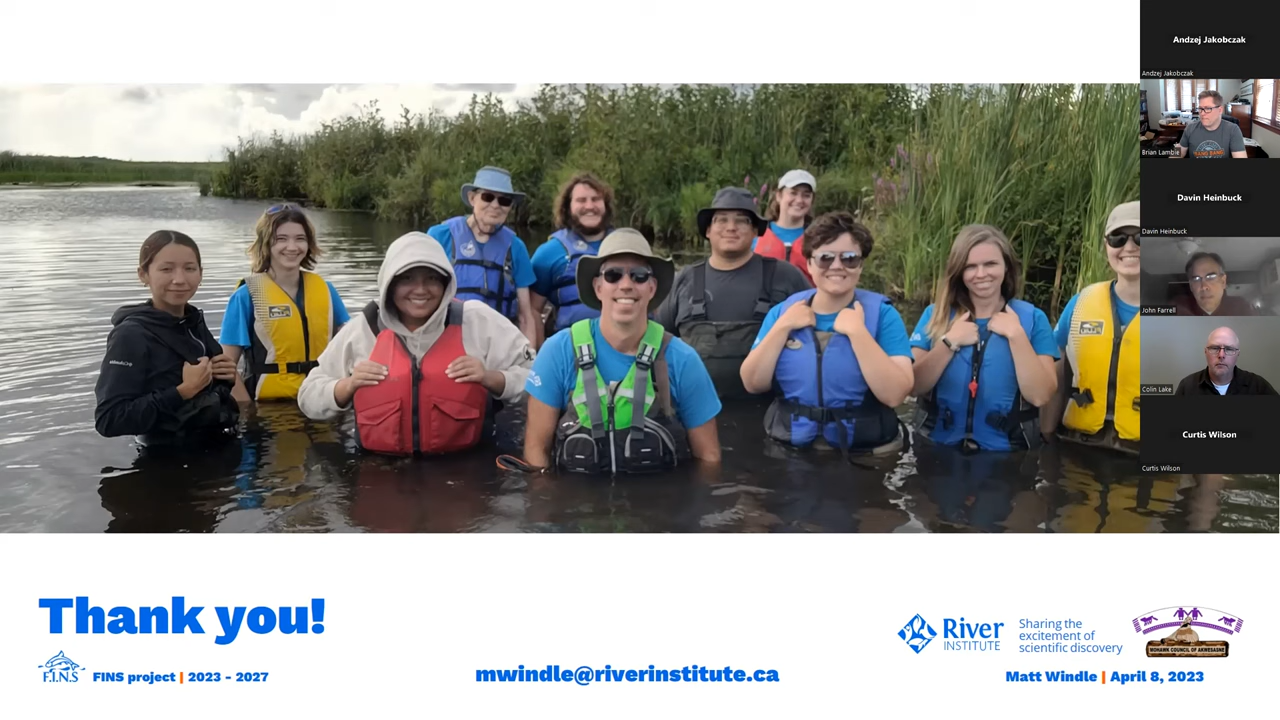 Andzej Jakobczak
Andzej Jakobczak
Brian Lambie
Davin Heinbuck
Davin Heinbuck
John Farrell
Colin Lake
Curtis Wilson
Curtis Wilson
Thank you!
F.I.N.S
FINS project | 2023 - 2027
mwindle@riverinstitute.ca
River
INSTITUTE
Sharing the
excitement of
scientific discovery
MOHAWK COUNCIL OF AKWESASNE
Matt Windle | April 8, 2023